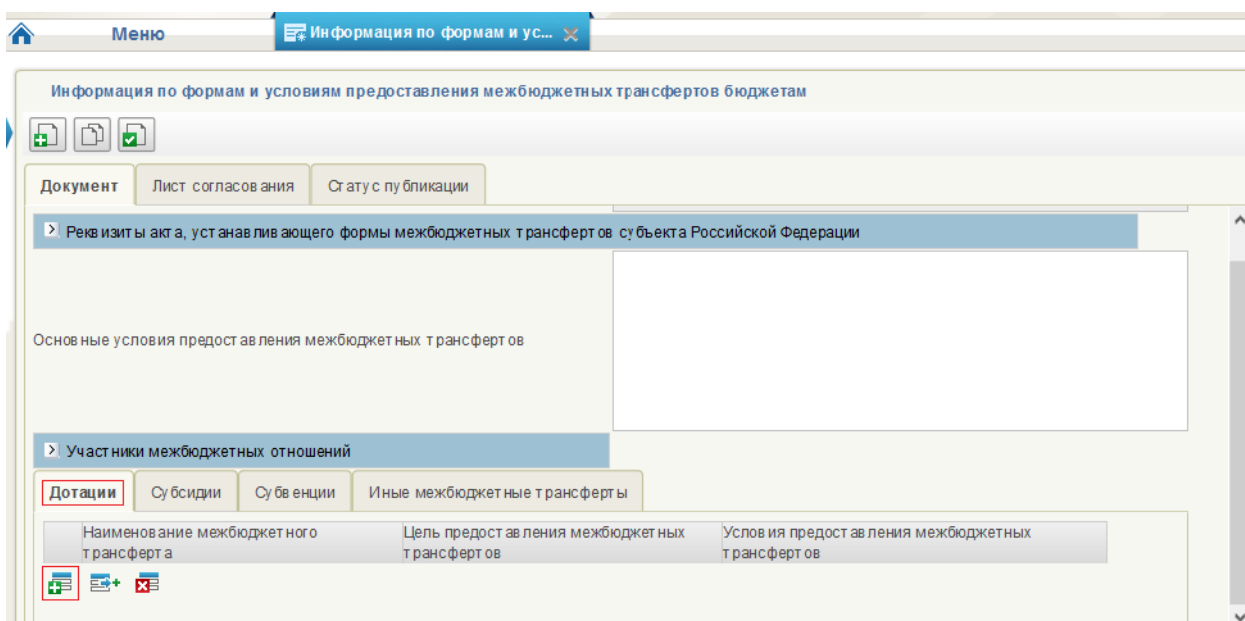 Меню
Информация по формам и ус...
Информация по формам и условиям предоставления межбюджетных трансфертов бюджетам
Документ
Лист согласования
Статус публикации
Реквизиты акта, устанавливающего формы межбюджетных трансфертов субъекта Российской Федерации
Основные условия предоставления межбюджетных трансфертов
Участники межбюджетных отношений
Дотации
Субсидии
Субвенции
Иные межбюджетные трансферты
Наименование межбюджетного
трансферта
Цель предоставления межбюджетных
трансфертов
Условия предоставления межбюджетных
трансфертов